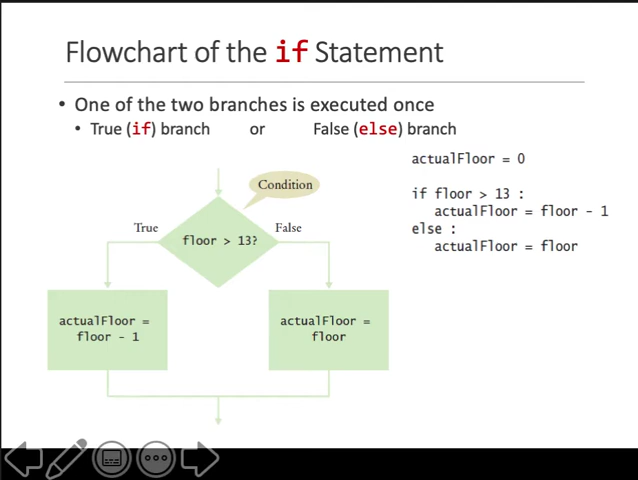 Flowchart of the if Statement
• One of the two branches is executed once
• True (if) branch or False (else) branch
actualFloor = 0
if floor > 13 :
actualFloor = floor - 1
else :
actualFloor = floor
Condition
True
False
floor > 13?
actualFloor =
floor - 1
actualFloor =
floor